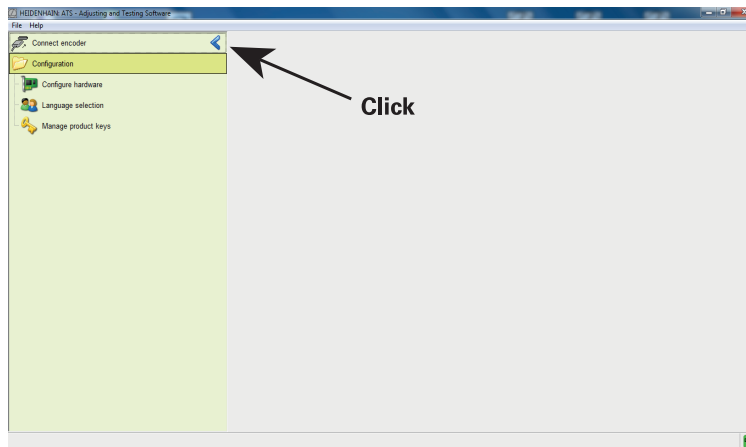 HEIDENHAIN: ATS - Adjusting and Testing Software
File Help
Connect encoder
Click
Configuration
Configure hardware
Language selection
Manage product keys